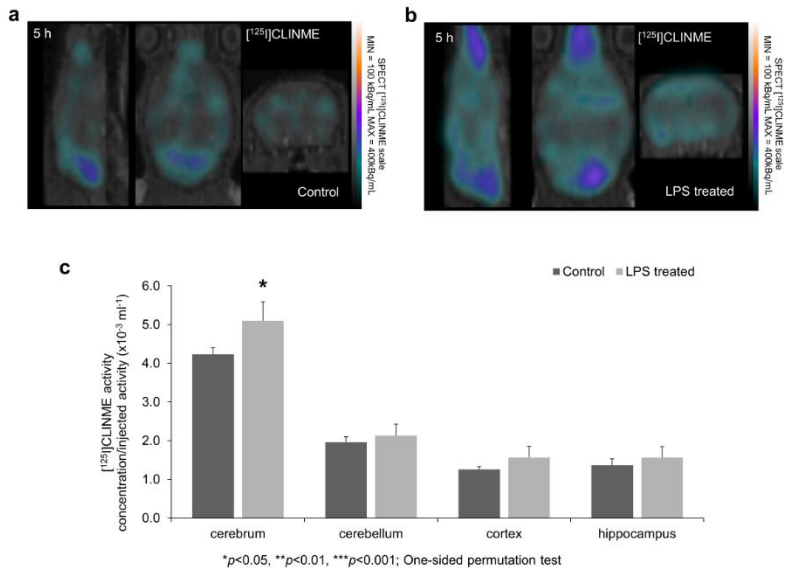 a
5 h
[¹²⁵I]CLINME
Control
SPECT [¹²⁵I]CLINME scale
MIN = 100 kBq/mL MAX = 400kBq/mL
b
5 h
[¹²⁵I]CLINME
LPS treated
SPECT [¹²⁵I]CLINME scale
MIN = 100 kBq/mL MAX = 400kBq/mL
c
Control LPS treated
[¹²⁵I]CLINME activity
concentration/injected activity (x10⁻³ ml⁻¹)
6.0
5.0
4.0
3.0
2.0
1.0
0.0
*
cerebrum cerebellum cortex hippocampus
*p<0.05, **p<0.01, ***p<0.001; One-sided permutation test